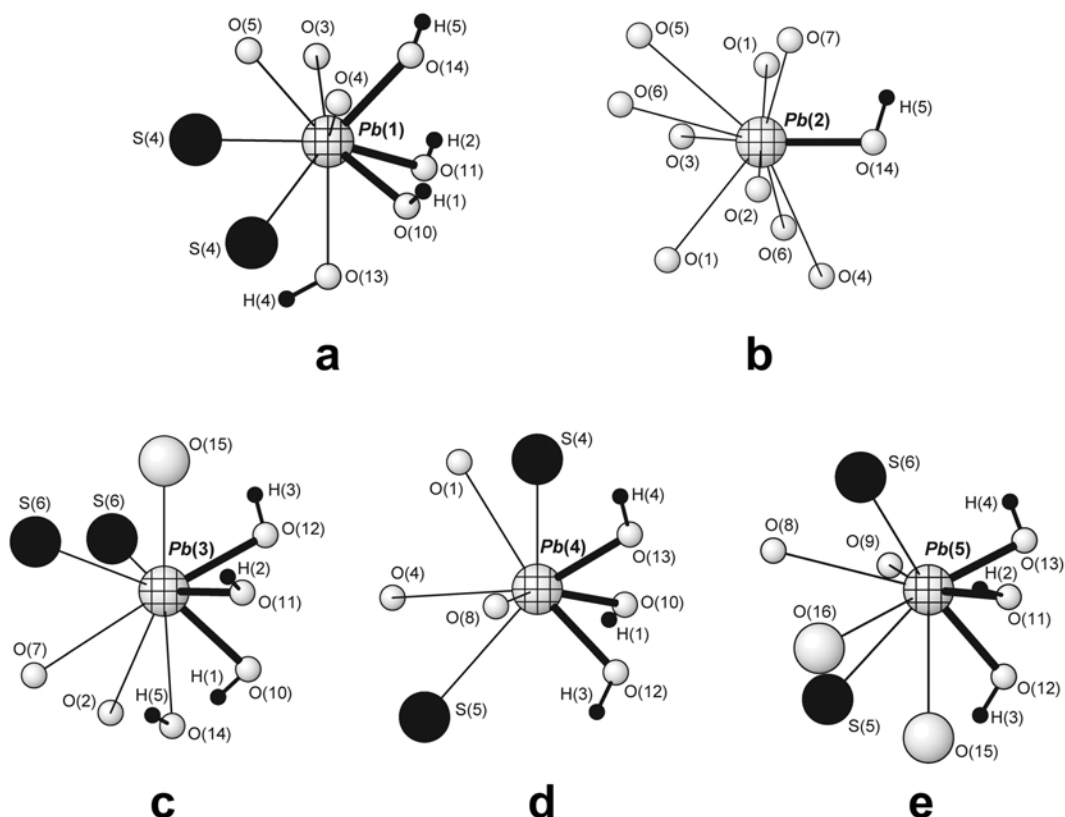 O(5)
O(3)
H(5)
O(14)
O(4)
Pb(1)
H(2)
S(4)
O(11)
H(1)
O(10)
S(4)
O(13)
H(4)
a
O(5)
O(1)
O(7)
O(6)
Pb(2)
H(5)
O(3)
O(14)
O(2)
O(6)
O(1)
O(4)
b
O(15)
H(3)
S(6)
S(6)
O(12)
Pb(3)
H(2)
O(11)
O(7)
H(1)
O(10)
O(2)
H(5)
O(14)
c
S(4)
O(1)
H(4)
O(13)
Pb(4)
O(4)
O(8)
O(10)
H(1)
O(12)
H(3)
S(5)
d
S(6)
H(4)
O(8)
O(9)
Pb(5)
O(13)
H(2)
O(11)
O(16)
O(12)
S(5)
H(3)
O(15)
e